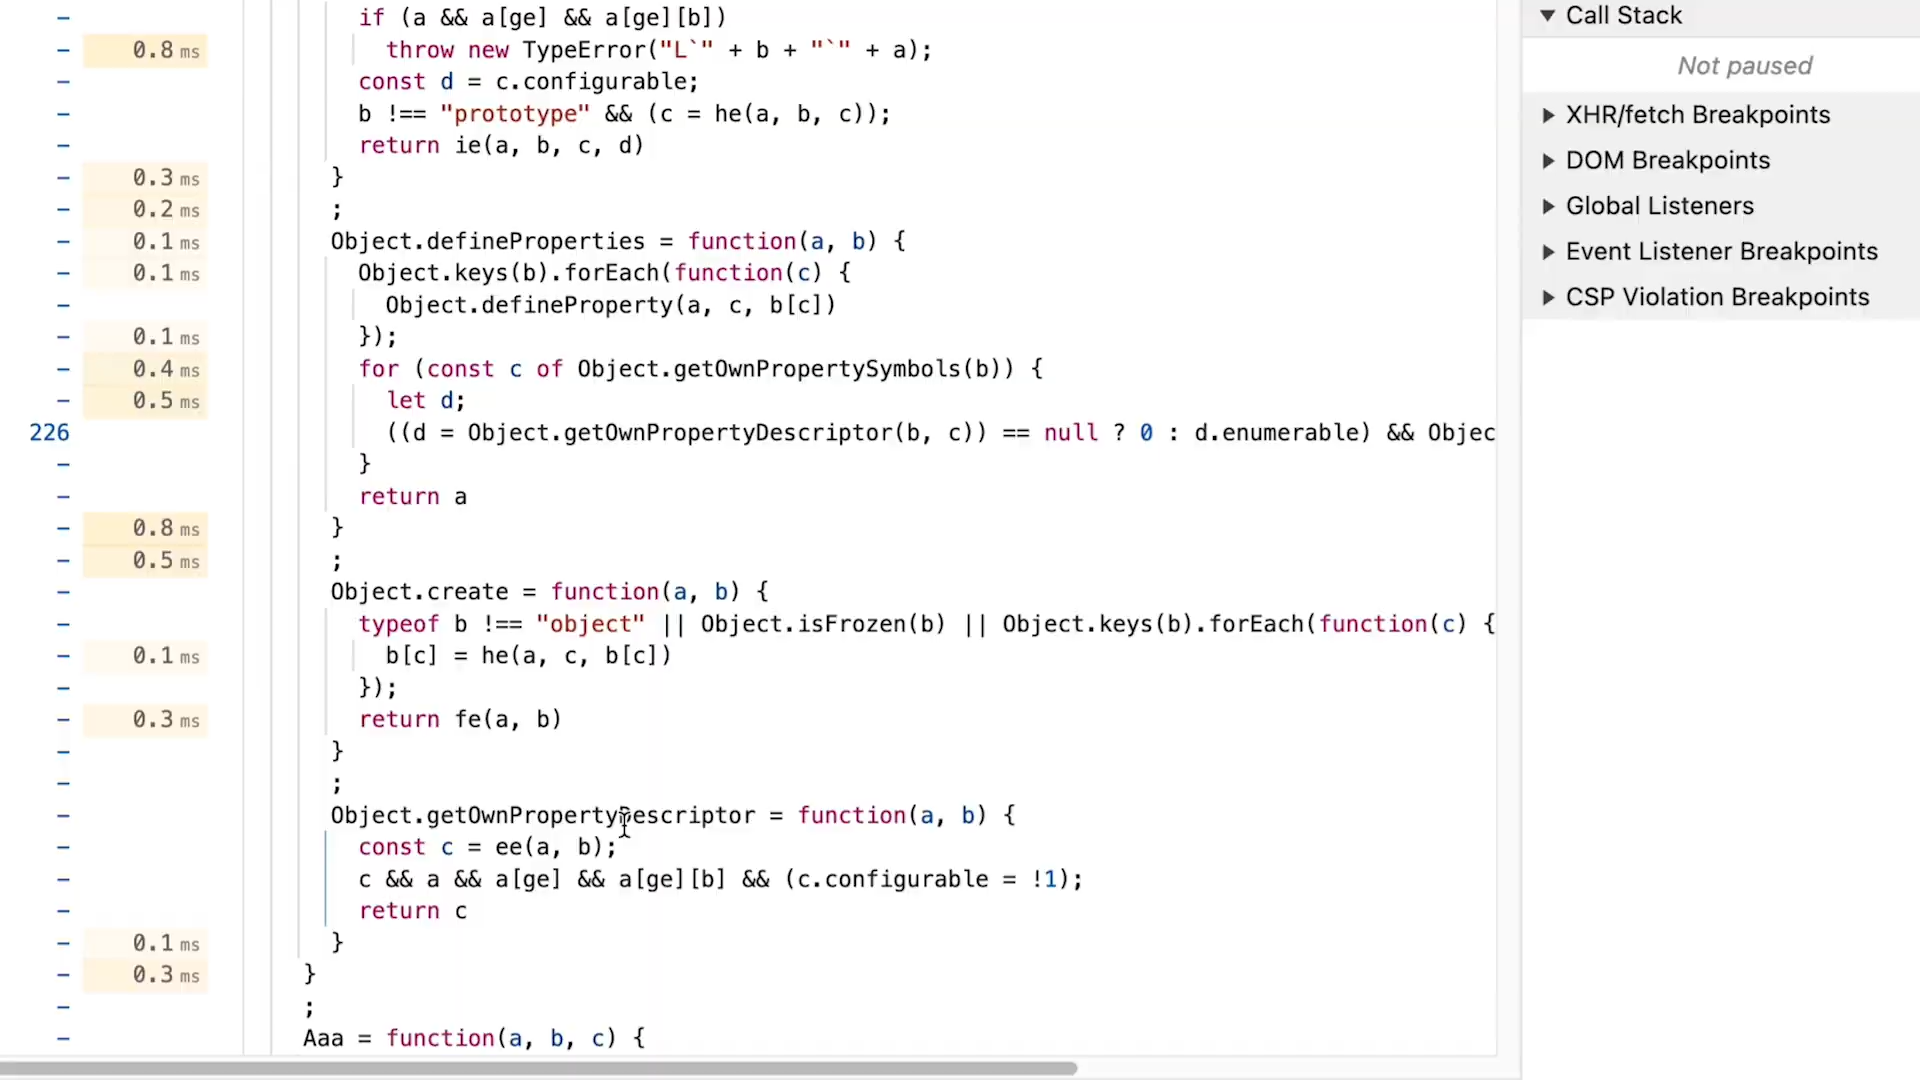 if (a && a[ge] && a[ge][b])
– 0.8 ms throw new TypeError("L`" + b + "`" + a);
– const d = c.configurable;
– b !== "prototype" && (c = he(a, b, c));
– return ie(a, b, c, d)
– 0.3 ms }
– 0.2 ms ;
– 0.1 ms Object.defineProperties = function(a, b) {
– 0.1 ms Object.keys(b).forEach(function(c) {
– Object.defineProperty(a, c, b[c])
– 0.1 ms });
– 0.4 ms for (const c of Object.getOwnPropertySymbols(b)) {
– 0.5 ms let d;
226 ((d = Object.getOwnPropertyDescriptor(b, c)) == null ? 0 : d.enumerable) && Objec
– }
– return a
– 0.8 ms }
– 0.5 ms ;
– Object.create = function(a, b) {
– typeof b !== "object" || Object.isFrozen(b) || Object.keys(b).forEach(function(c) {
– 0.1 ms b[c] = he(a, c, b[c])
– });
– 0.3 ms return fe(a, b)
– }
– ;
– Object.getOwnPropertyDescriptor = function(a, b) {
– const c = ee(a, b);
– c && a && a[ge] && a[ge][b] && (c.configurable = !1);
– return c
– 0.1 ms }
– 0.3 ms }
– ;
– Aaa = function(a, b, c) {
Call Stack
Not paused
XHR/fetch Breakpoints
DOM Breakpoints
Global Listeners
Event Listener Breakpoints
CSP Violation Breakpoints